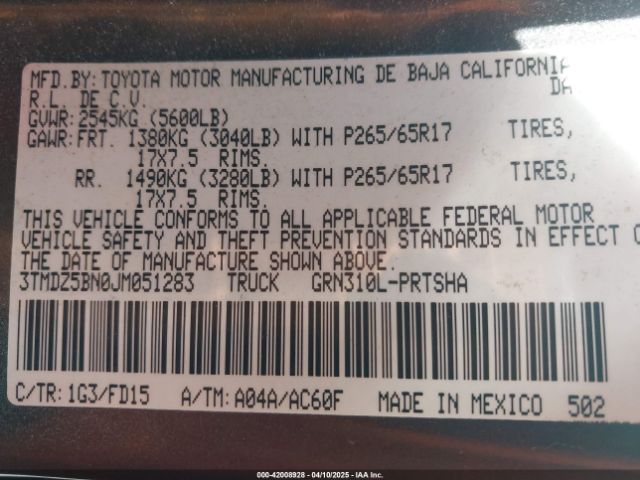 MFD.BY: TOYOTA MOTOR MANUFACTURING DE BAJA CALIFORNIA
R.L. DE C.V. DA
GVWR: 2545KG (5600LB)
GAWR: FRT. 1380KG (3040LB) WITH P265/65R17 TIRES,
17X7.5 RIMS.
RR. 1490KG (3280LB) WITH P265/65R17 TIRES,
17X7.5 RIMS.
THIS VEHICLE CONFORMS TO ALL APPLICABLE FEDERAL MOTOR
VEHICLE SAFETY AND THEFT PREVENTION STANDARDS IN EFFECT O
THE DATE OF MANUFACTURE SHOWN ABOVE.
3TMDZ5BN0JM051283 TRUCK GRN310L-PRTSHA
C/TR: 1G3/FD15 A/TM: A04A/AC60F MADE IN MEXICO 502
000-42008928 - 04/10/2025 - IAA Inc.